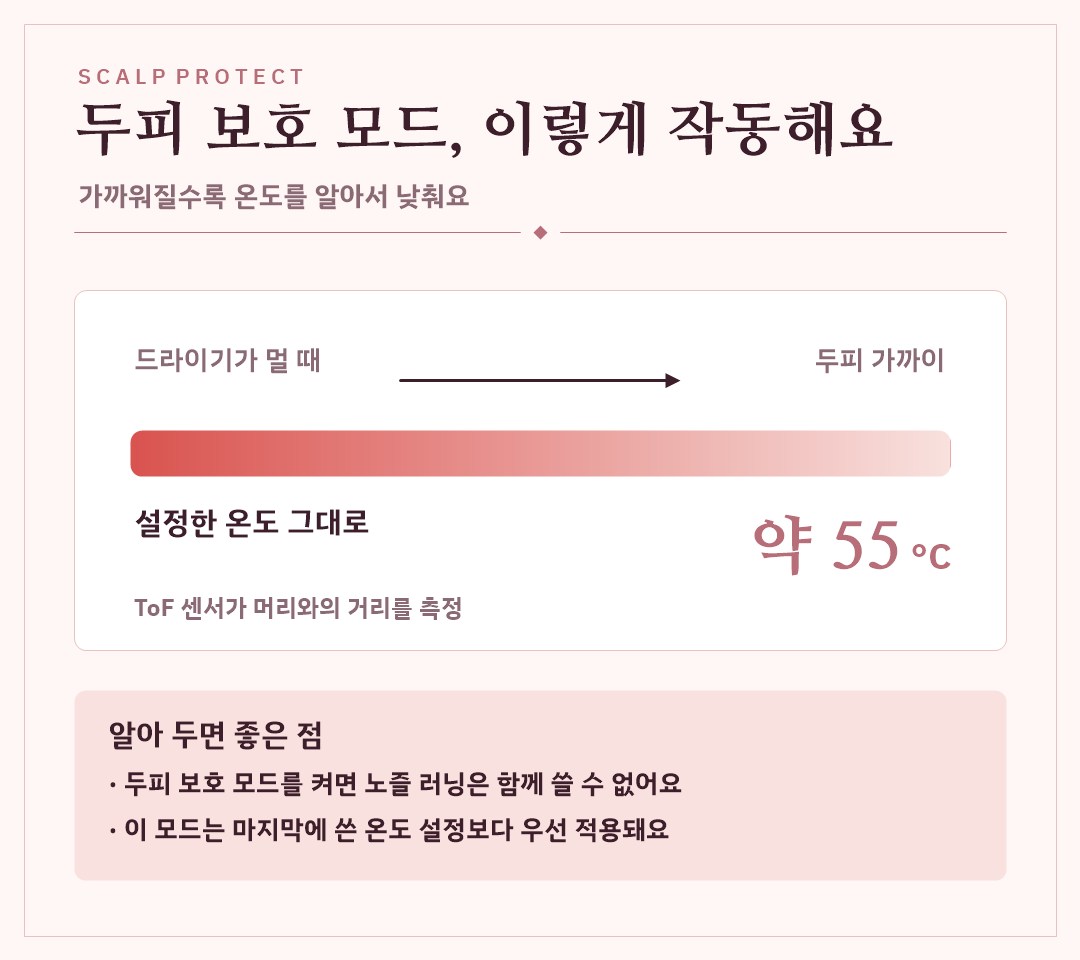 SCALP PROTECT
두피 보호 모드, 이렇게 작동해요
가까워질수록 온도를 알아서 낮춰요
드라이기가 멀 때
두피 가까이
설정한 온도 그대로
약 55 °C
ToF 센서가 머리와의 거리를 측정
알아 두면 좋은 점
· 두피 보호 모드를 켜면 노즐 러닝은 함께 쓸 수 없어요
· 이 모드는 마지막에 쓴 온도 설정보다 우선 적용돼요